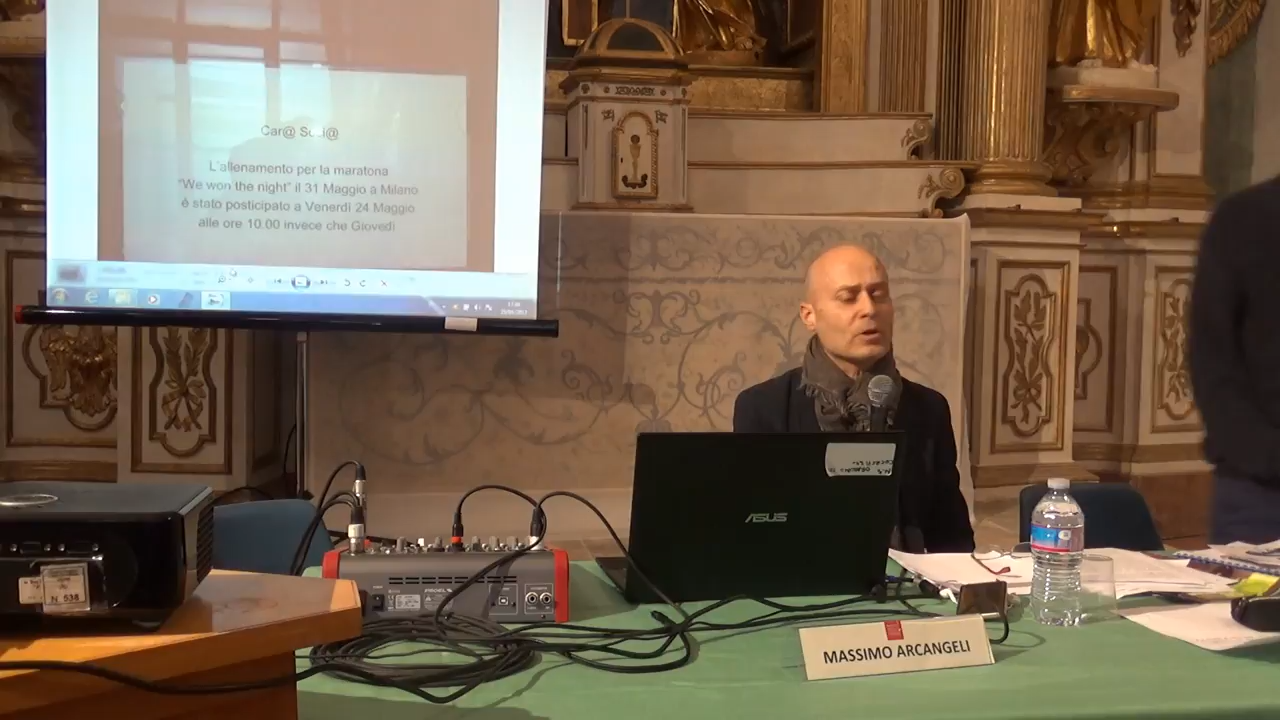 Car@ Soci@
L'allenamento per la maratona
"We won the night" il 31 Maggio a Milano
è stato posticipato a Venerdì 24 Maggio
alle ore 10.00 invece che Giovedì
ASUS
N 538
MASSIMO ARCANGELI